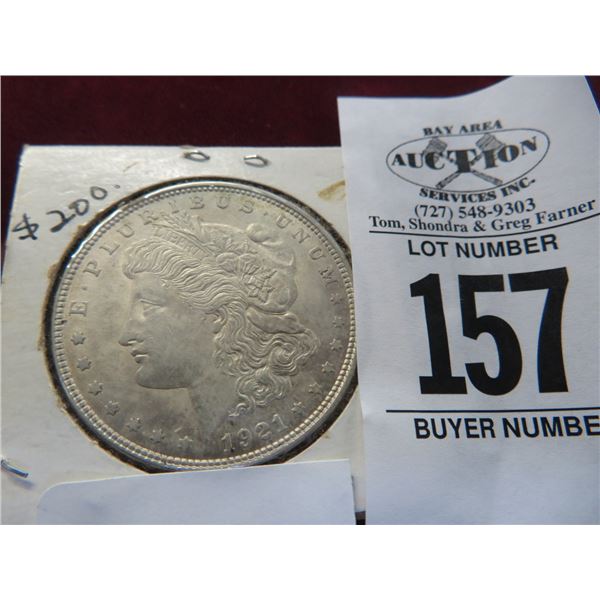 $200.
E·PLURIBUS·UNUM
1921
BAY AREA
AUCTION
SERVICES INC.
(727) 548-9303
Tom, Shondra & Greg Farner
LOT NUMBER
157
BUYER NUMBE